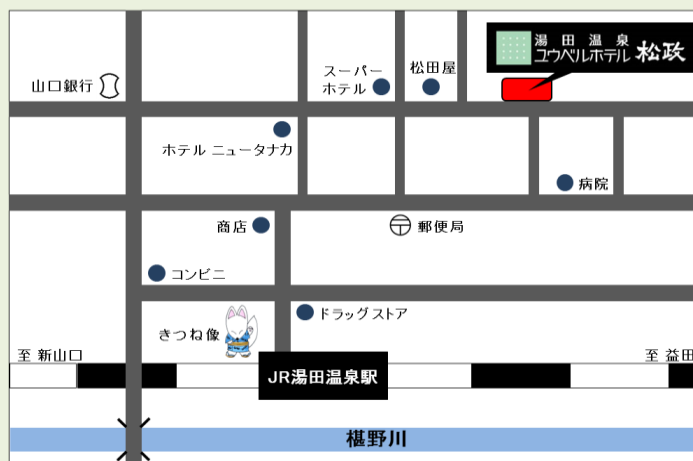 湯田温泉
ユウベルホテル 松政
スーパー
ホテル
松田屋
山口銀行
ホテル ニュータナカ
病院
商店
郵便局
コンビニ
ドラッグストア
きつね像
至 新山口
至 益田
JR湯田温泉駅
椹野川